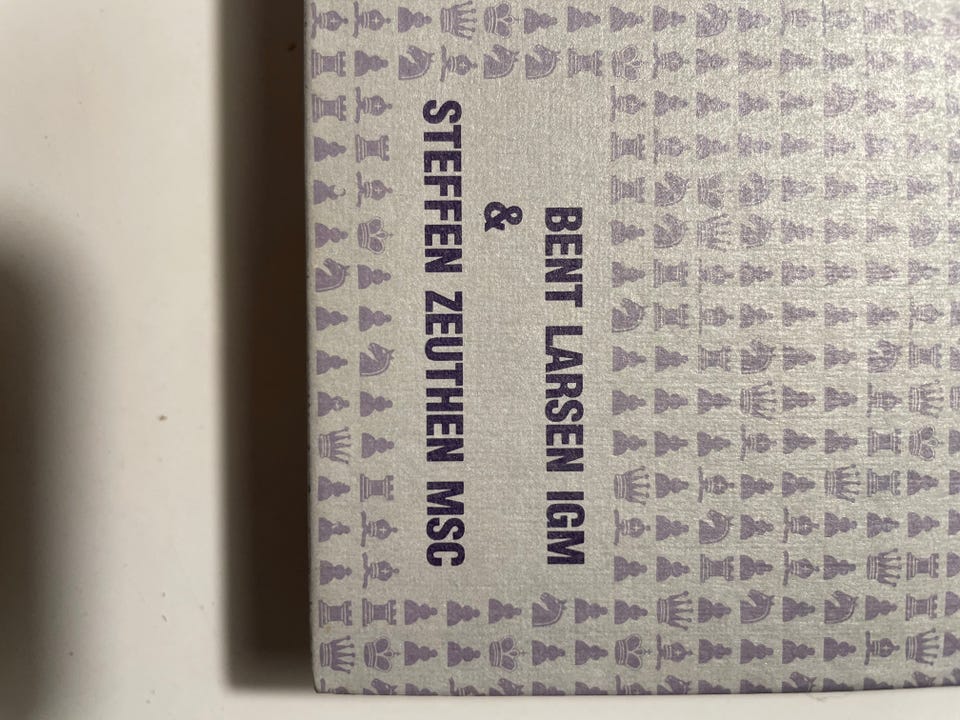 BENT LARSEN IGM
&
STEFFEN ZEUTHEN MSC